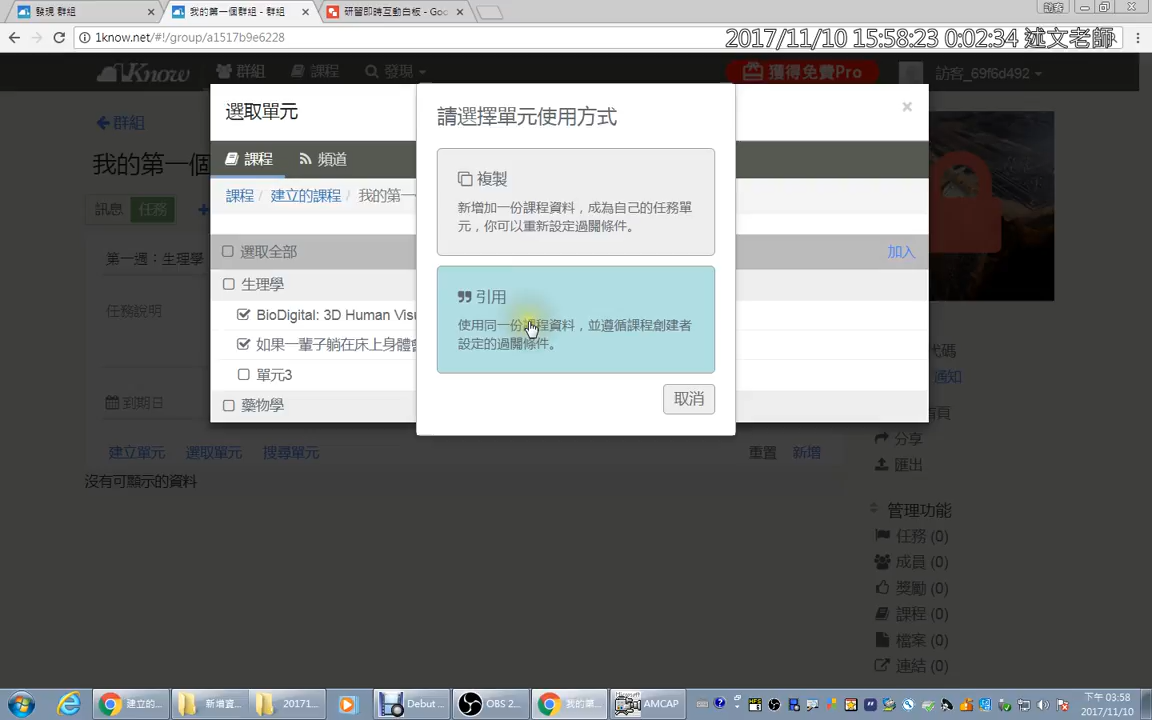 發現 群組
我的第一個群組 - 群組
研習即時互動白板 - Goo
訪客
1know.net/#!/group/a1517b9e6228
2017/11/10 15:58:23 0:02:34 述文老師
1Know
群組
課程
發現
獲得免費Pro
訪客_69f6d492
群組
我的第一個
訊息
任務
第一週：生理學
任務說明
到期日
建立單元
選取單元
搜尋單元
重置
新增
沒有可顯示的資料
選取單元
課程
頻道
課程 / 建立的課程 / 我的第一
選取全部
加入
生理學
BioDigital: 3D Human Visu
如果一輩子躺在床上身體會
單元3
藥物學
請選擇單元使用方式
複製
新增加一份課程資料，成為自己的任務單
元，你可以重新設定過關條件。
引用
使用同一份課程資料，並遵循課程創建者
設定的過關條件。
取消
代碼
通知
首頁
分享
匯出
管理功能
任務 (0)
成員 (0)
獎勵 (0)
課程 (0)
檔案 (0)
連結 (0)
建立的...
新增資...
20171...
Debut ...
OBS 2...
我的第...
AMCAP
下午 03:58
2017/11/10